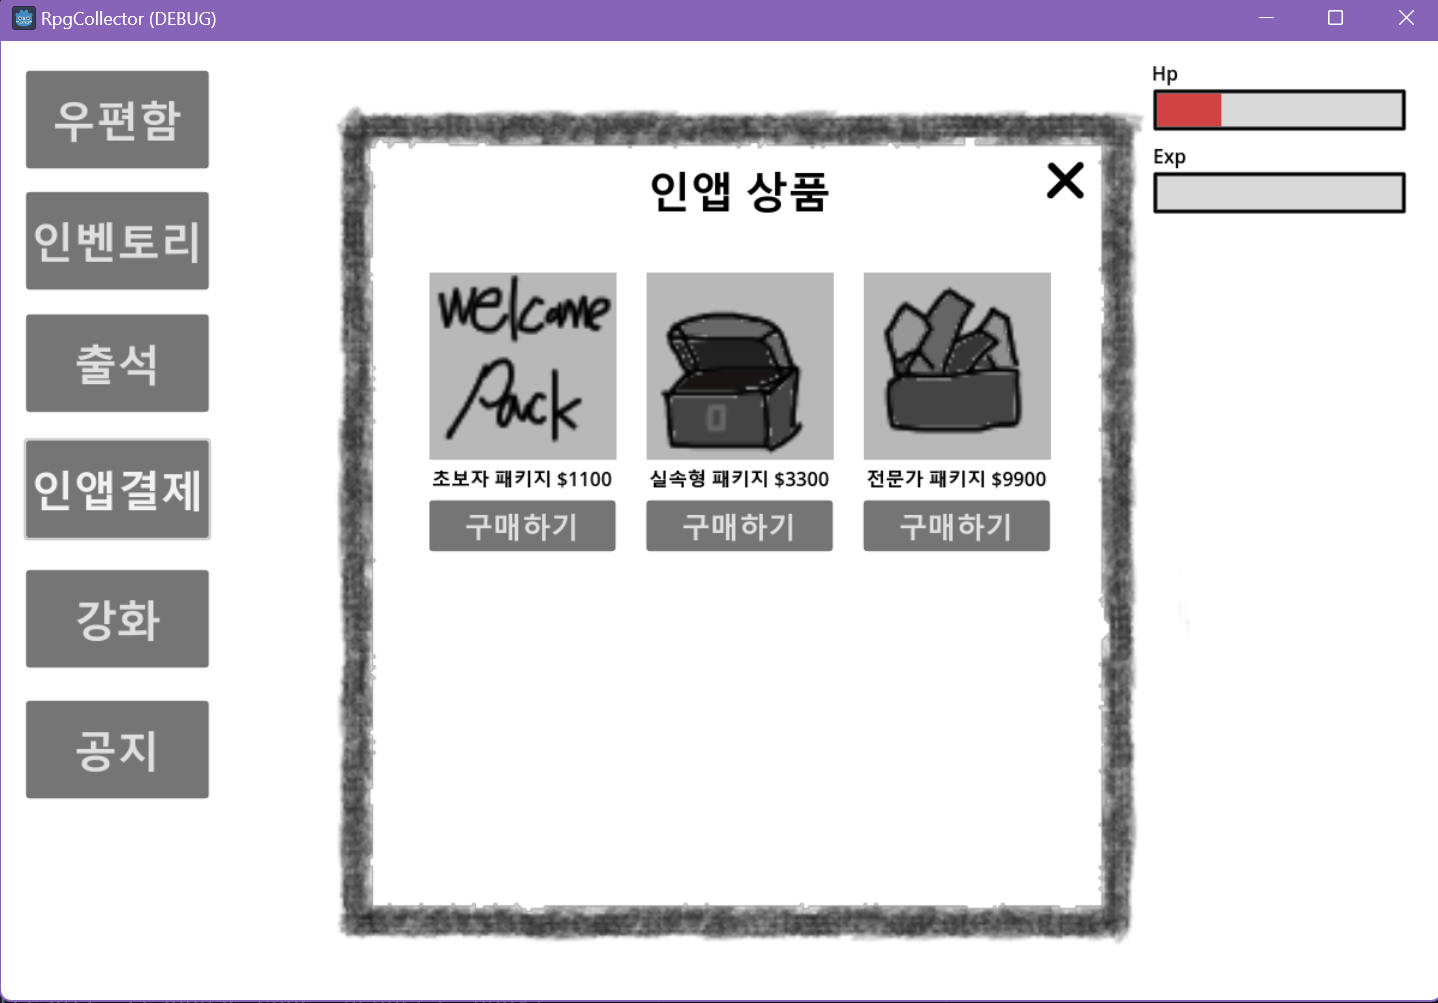 RpgCollector (DEBUG)
우편함
인벤토리
출석
인앱결제
강화
공지
인앱 상품
Welcome
Pack
초보자 패키지 $1100
구매하기
실속형 패키지 $3300
구매하기
전문가 패키지 $9900
구매하기
Hp
Exp